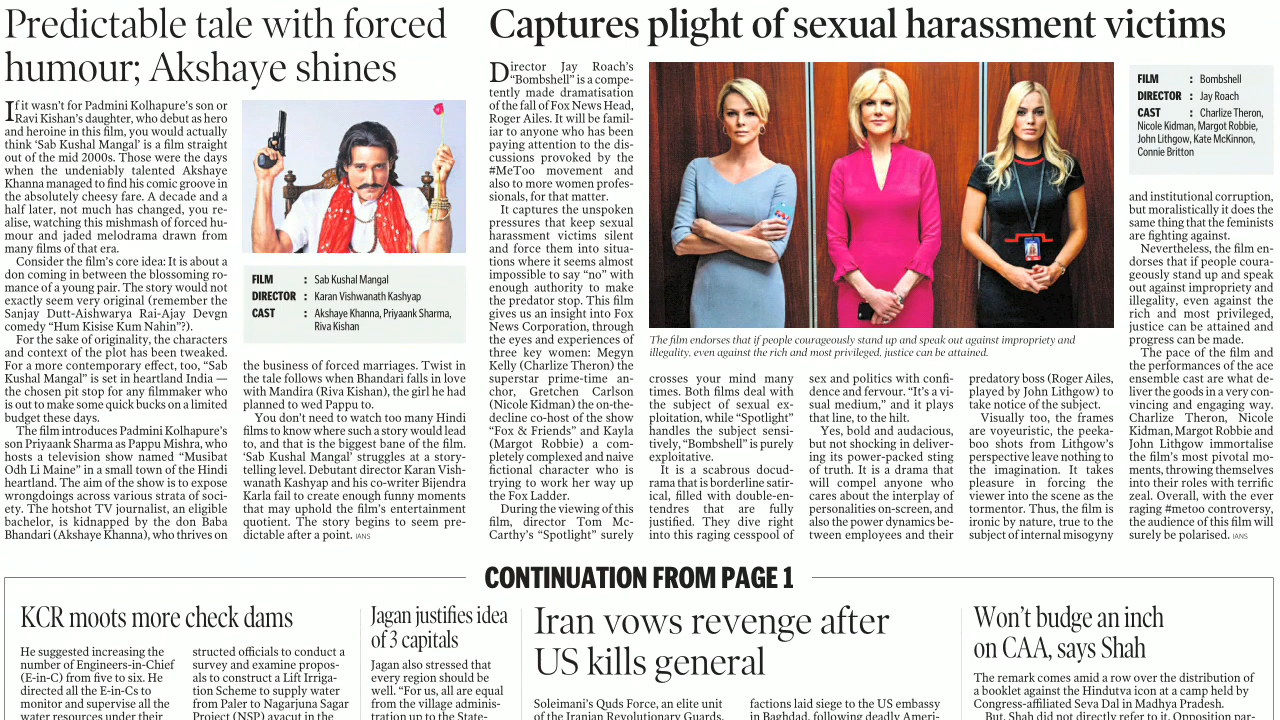 Predictable tale with forced
humour; Akshaye shines
If it wasn't for Padmini Kolhapure's son or
Ravi Kishan's daughter, who debut as hero
and heroine in this film, you would actually
think ‘Sab Kushal Mangal’ is a film straight
out of the mid 2000s. Those were the days
when the undeniably talented Akshaye
Khanna managed to find his comic groove in
the absolutely cheesy fare. A decade and a
half later, not much has changed, you re-
alise, watching this mishmash of forced hu-
mour and jaded melodrama drawn from
many films of that era.
Consider the film's core idea: It is about a
don coming in between the blossoming ro-
mance of a young pair. The story would not
exactly seem very original (remember the
Sanjay Dutt-Aishwarya Rai-Ajay Devgn
comedy “Hum Kisise Kum Nahin”?).
For the sake of originality, the characters
and context of the plot has been tweaked.
For a more contemporary effect, too, “Sab
Kushal Mangal” is set in heartland India —
the chosen pit stop for any filmmaker who
is out to make some quick bucks on a limited
budget these days.
The film introduces Padmini Kolhapure's
son Priyaank Sharma as Pappu Mishra, who
hosts a television show named “Musibat
Odh Li Maine” in a small town of the Hindi
heartland. The aim of the show is to expose
wrongdoings across various strata of soci-
ety. The hotshot TV journalist, an eligible
bachelor, is kidnapped by the don Baba
Bhandari (Akshaye Khanna), who thrives on
FILM : Sab Kushal Mangal
DIRECTOR : Karan Vishwanath Kashyap
CAST : Akshaye Khanna, Priyaank Sharma,
Riva Kishan
the business of forced marriages. Twist in
the tale follows when Bhandari falls in love
with Mandira (Riva Kishan), the girl he had
planned to wed Pappu to.
You don't need to watch too many Hindi
films to know where such a story would lead
to, and that is the biggest bane of the film.
‘Sab Kushal Mangal’ struggles at a story-
telling level. Debutant director Karan Vish-
wanath Kashyap and his co-writer Bijendra
Karla fail to create enough funny moments
that may uphold the film's entertainment
quotient. The story begins to seem pre-
dictable after a point. IANS
Captures plight of sexual harassment victims
Director Jay Roach's
“Bombshell” is a compe-
tently made dramatisation
of the fall of Fox News Head,
Roger Ailes. It will be famil-
iar to anyone who has been
paying attention to the dis-
cussions provoked by the
#MeToo movement and
also to more women profes-
sionals, for that matter.
It captures the unspoken
pressures that keep sexual
harassment victims silent
and force them into situa-
tions where it seems almost
impossible to say “no” with
enough authority to make
the predator stop. This film
gives us an insight into Fox
News Corporation, through
the eyes and experiences of
three key women: Megyn
Kelly (Charlize Theron) the
superstar prime-time an-
chor, Gretchen Carlson
(Nicole Kidman) the on-the-
decline co-host of the show
“Fox & Friends” and Kayla
(Margot Robbie) a com-
pletely complexed and naive
fictional character who is
trying to work her way up
the Fox Ladder.
During the viewing of this
film, director Tom Mc-
Carthy's “Spotlight” surely
The film endorses that if people courageously stand up and speak out against impropriety and
illegality, even against the rich and most privileged, justice can be attained.
crosses your mind many
times. Both films deal with
the subject of sexual ex-
ploitation, while “Spotlight”
handles the subject sensi-
tively, “Bombshell” is purely
exploitative.
It is a scabrous docud-
rama that is borderline satir-
ical, filled with double-en-
tendres that are fully
justified. They dive right
into this raging cesspool of
sex and politics with confi-
dence and fervour. “It's a vi-
sual medium,” and it plays
that line, to the hilt.
Yes, bold and audacious,
but not shocking in deliver-
ing its power-packed sting
of truth. It is a drama that
will compel anyone who
cares about the interplay of
personalities on-screen, and
also the power dynamics be-
tween employees and their
predatory boss (Roger Ailes,
played by John Lithgow) to
take notice of the subject.
Visually too, the frames
are voyeuristic, the peeka-
boo shots from Lithgow's
perspective leave nothing to
the imagination. It takes
pleasure in forcing the
viewer into the scene as the
tormentor. Thus, the film is
ironic by nature, true to the
subject of internal misogyny
FILM : Bombshell
DIRECTOR : Jay Roach
CAST : Charlize Theron,
Nicole Kidman, Margot Robbie,
John Lithgow, Kate McKinnon,
Connie Britton
and institutional corruption,
but moralistically it does the
same thing that the feminists
are fighting against.
Nevertheless, the film en-
dorses that if people coura-
geously stand up and speak
out against impropriety and
illegality, even against the
rich and most privileged,
justice can be attained and
progress can be made.
The pace of the film and
the performances of the ace
ensemble cast are what de-
liver the goods in a very con-
vincing and engaging way.
Charlize Theron, Nicole
Kidman, Margot Robbie and
John Lithgow immortalise
the film's most pivotal mo-
ments, throwing themselves
into their roles with terrific
zeal. Overall, with the ever
raging #metoo controversy,
the audience of this film will
surely be polarised. IANS
CONTINUATION FROM PAGE 1
KCR moots more check dams
He suggested increasing the
number of Engineers-in-Chief
(E-in-C) from five to six. He
directed all the E-in-Cs to
monitor and supervise all the
water resources under their
structed officials to conduct a
survey and examine propos-
als to construct a Lift Irriga-
tion Scheme to supply water
from Paler to Nagarjuna Sagar
Project (NSP) ayacut in the
Jagan justifies idea
of 3 capitals
Jagan also stressed that
every region should be
well. “For us, all are equal
from the village adminis-
tration up to the State-
Iran vows revenge after
US kills general
Soleimani's Quds Force, an elite unit
of the Iranian Revolutionary Guards,
factions laid siege to the US embassy
in Baghdad, following deadly Ameri-
Won't budge an inch
on CAA, says Shah
The remark comes amid a row over the distribution of
a booklet against the Hindutva icon at a camp held by
Congress-affiliated Seva Dal in Madhya Pradesh.
But, Shah did not directly refer to it. Opposition par-